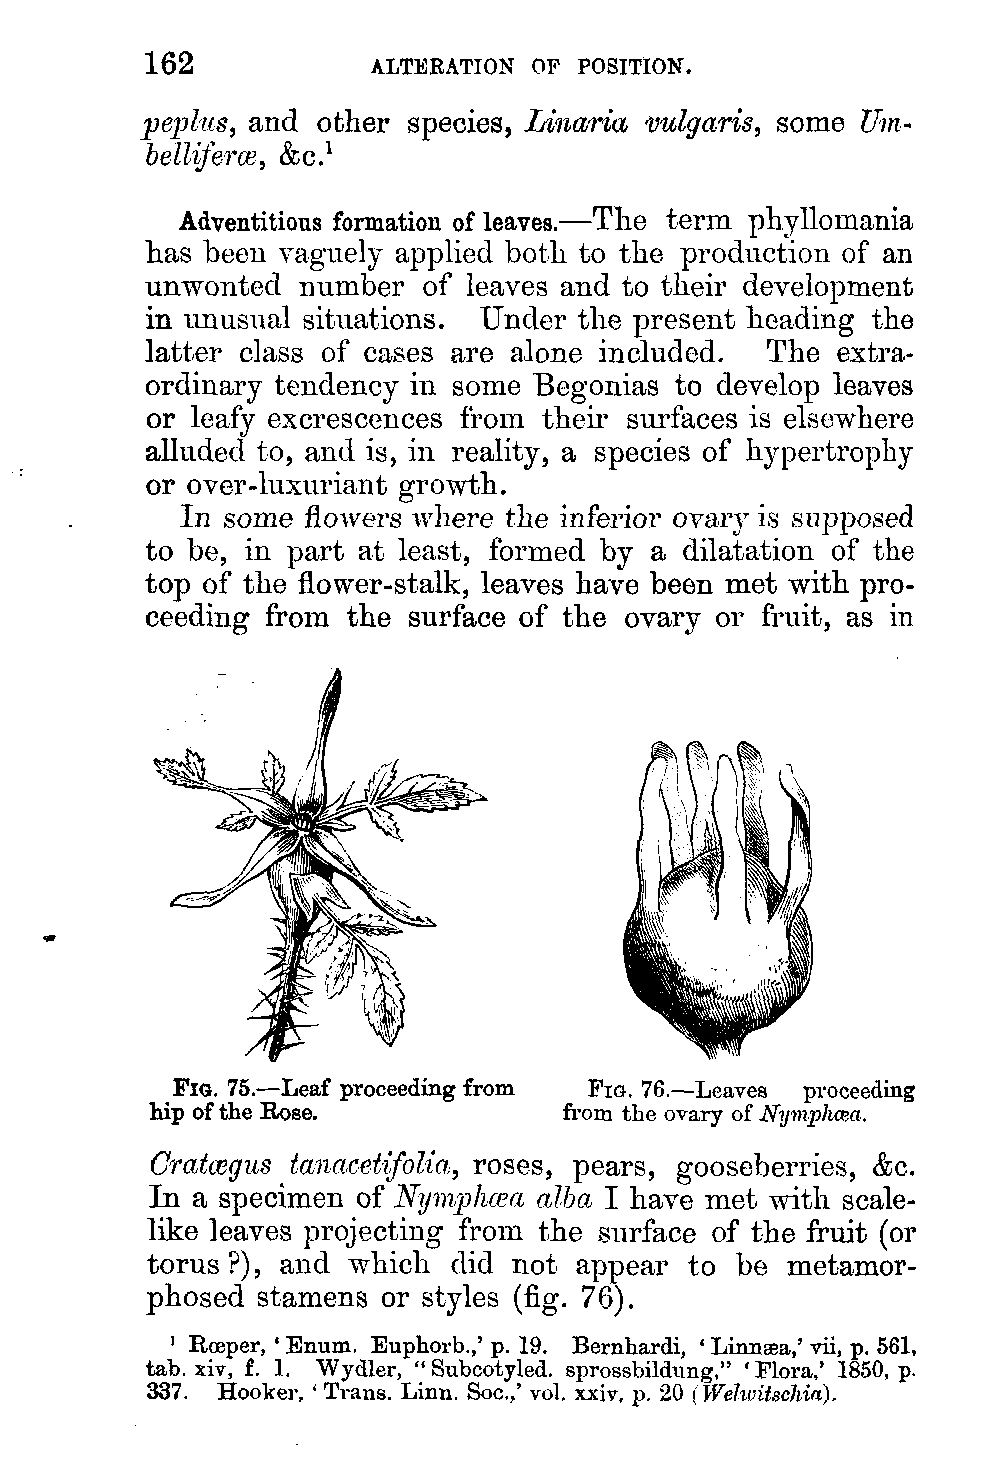 162 ALTERATION OF POSITION.
peplus, and other species, Linaria vulgaris, some Um-
belliferæ, &c.¹
Adventitious formation of leaves.—The term phyllomania
has been vaguely applied both to the production of an
unwonted number of leaves and to their development
in unusual situations. Under the present heading the
latter class of cases are alone included. The extra-
ordinary tendency in some Begonias to develop leaves
or leafy excrescences from their surfaces is elsewhere
alluded to, and is, in reality, a species of hypertrophy
or over-luxuriant growth.
In some flowers where the inferior ovary is supposed
to be, in part at least, formed by a dilatation of the
top of the flower-stalk, leaves have been met with pro-
ceeding from the surface of the ovary or fruit, as in
FIG. 75.—Leaf proceeding from
hip of the Rose.
FIG. 76.—Leaves proceeding
from the ovary of Nymphæa.
Cratægus tanacetifolia, roses, pears, gooseberries, &c.
In a specimen of Nymphæa alba I have met with scale-
like leaves projecting from the surface of the fruit (or
torus ?), and which did not appear to be metamor-
phosed stamens or styles (fig. 76).
¹ Rœper, ‘Enum. Euphorb.,’ p. 19. Bernhardi, ‘Linnæa,’ vii, p. 561,
tab. xiv, f. 1. Wydler, “Subcotyled. sprossbildung,” ‘Flora,’ 1850, p.
337. Hooker, ‘Trans. Linn. Soc.,’ vol. xxiv, p. 20 (Welwitschia).